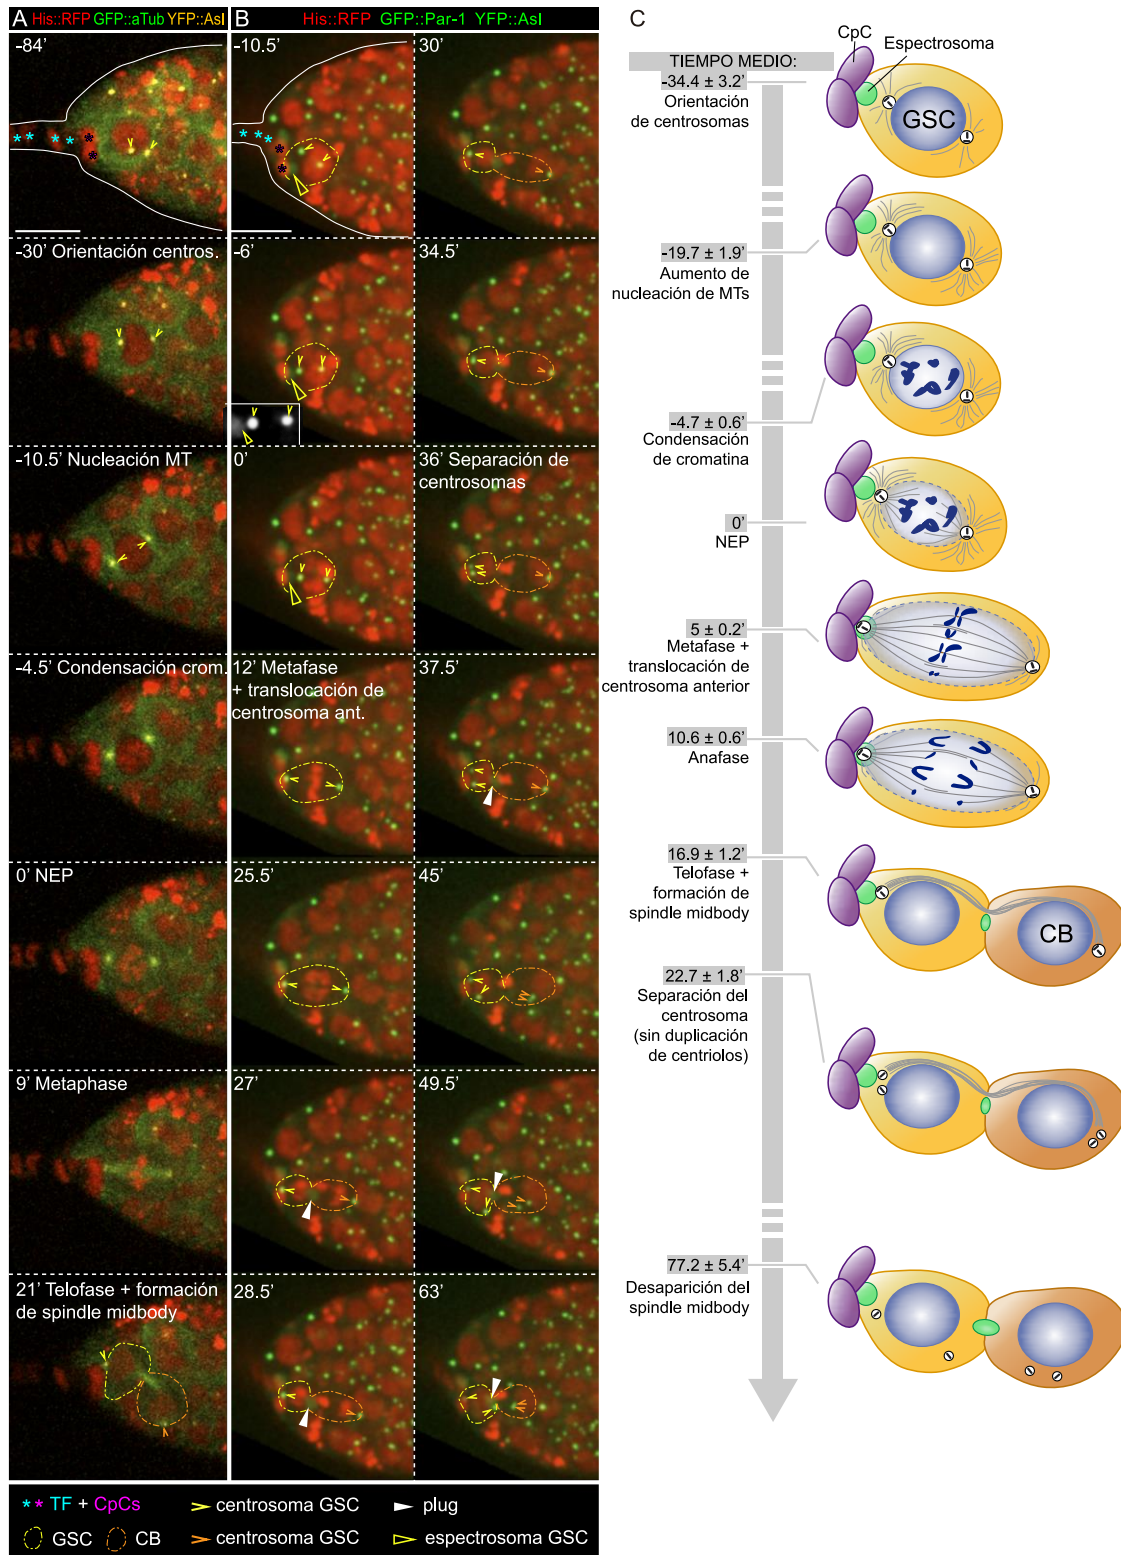 A His::RFP GFP::aTub YFP::Asl
-84'
-30' Orientación centros.
-10.5' Nucleación MT
-4.5' Condensación crom.
0' NEP
9' Metaphase
21' Telofase + formación
de spindle midbody
B His::RFP GFP::Par-1 YFP::Asl
-10.5'
-6'
0'
12' Metafase
+ translocación de
centrosoma ant.
25.5'
27'
28.5'
30'
34.5'
36' Separación de
centrosomas
37.5'
45'
49.5'
63'
** TF + CpCs
centrosoma GSC
plug
GSC
CB
centrosoma GSC
espectrosoma GSC
C
CpC
Espectrosoma
GSC
TIEMPO MEDIO:
-34.4 ± 3.2'
Orientación
de centrosomas
-19.7 ± 1.9'
Aumento de
nucleación de MTs
-4.7 ± 0.6'
Condensación
de cromatina
0'
NEP
5 ± 0.2'
Metafase +
translocación de
centrosoma anterior
10.6 ± 0.6'
Anafase
16.9 ± 1.2'
Telofase +
formación de
spindle midbody
CB
22.7 ± 1.8'
Separación del
centrosoma
(sin duplicación
de centriolos)
77.2 ± 5.4'
Desaparición del
spindle midbody